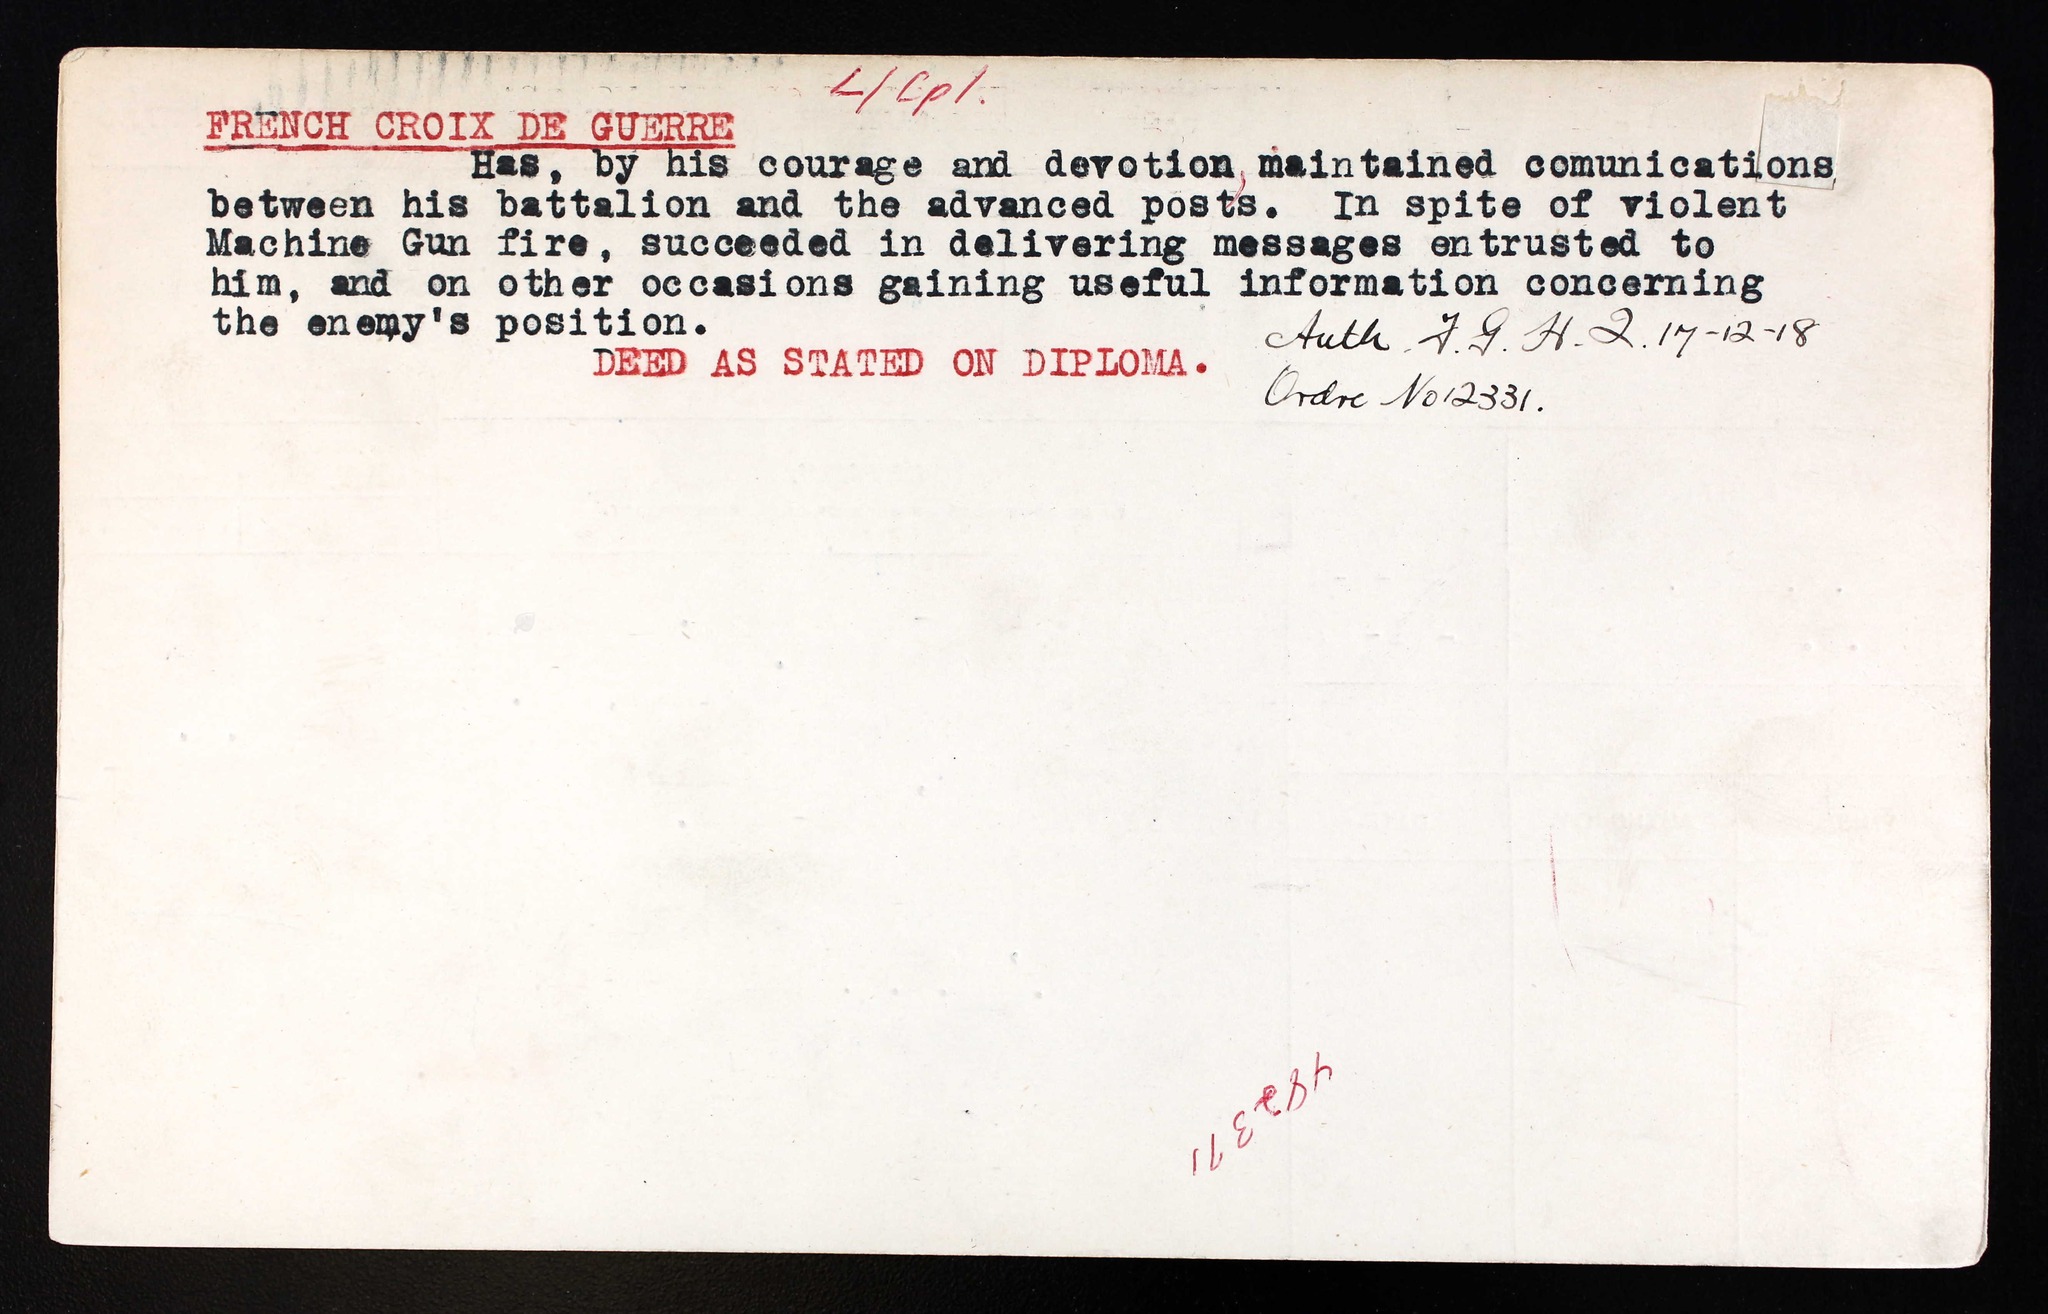 L/Cpl.
FRENCH CROIX DE GUERRE
Has, by his courage and devotion, maintained comunications
between his battalion and the advanced posts. In spite of violent
Machine Gun fire, succeeded in delivering messages entrusted to
him, and on other occasions gaining useful information concerning
the enemy's position.
Auth. F.G.H.Q. 17-12-18
DEED AS STATED ON DIPLOMA.
Ordre No 12331.